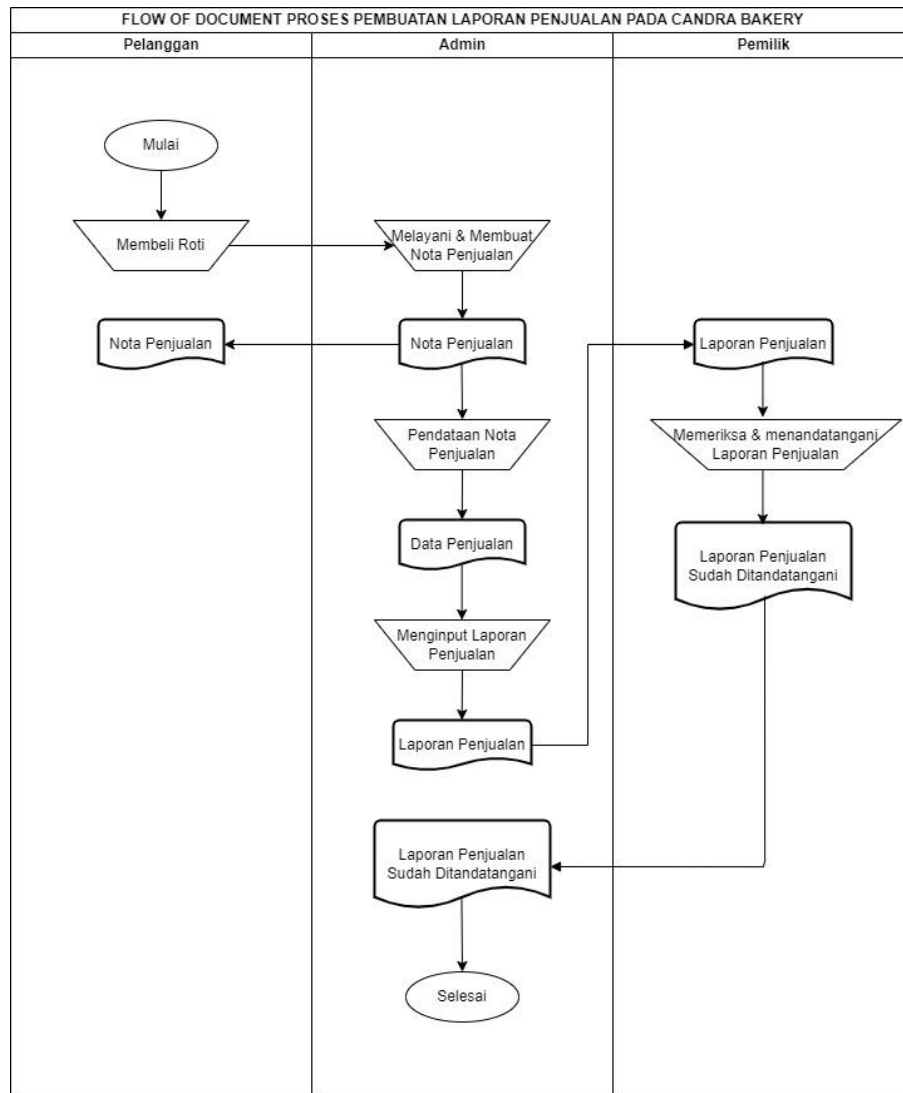 FLOW OF DOCUMENT PROSES PEMBUATAN LAPORAN PENJUALAN PADA CANDRA BAKERY
Pelanggan
Admin
Pemilik
Mulai
Membeli Roti
Melayani & Membuat
Nota Penjualan
Nota Penjualan
Nota Penjualan
Laporan Penjualan
Pendataan Nota
Penjualan
Memeriksa & menandatangani
Laporan Penjualan
Data Penjualan
Laporan Penjualan
Sudah Ditandatangani
Menginput Laporan
Penjualan
Laporan Penjualan
Laporan Penjualan
Sudah Ditandatangani
Selesai